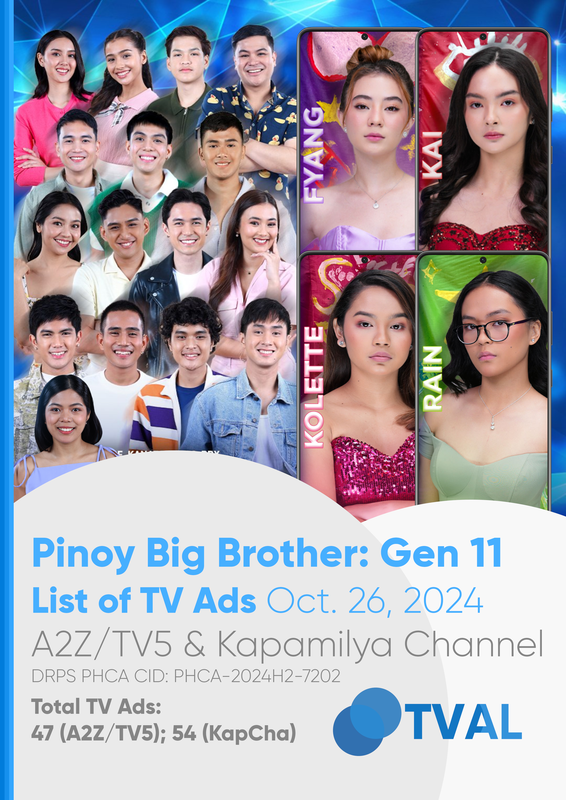 FYANG
KAI
KOLETTE
RAIN
Pinoy Big Brother: Gen 11
List of TV Ads Oct. 26, 2024
A2Z/TV5 & Kapamilya Channel
DRPS PHCA CID: PHCA-2024H2-7202
Total TV Ads:
47 (A2Z/TV5); 54 (KapCha)
TVAL